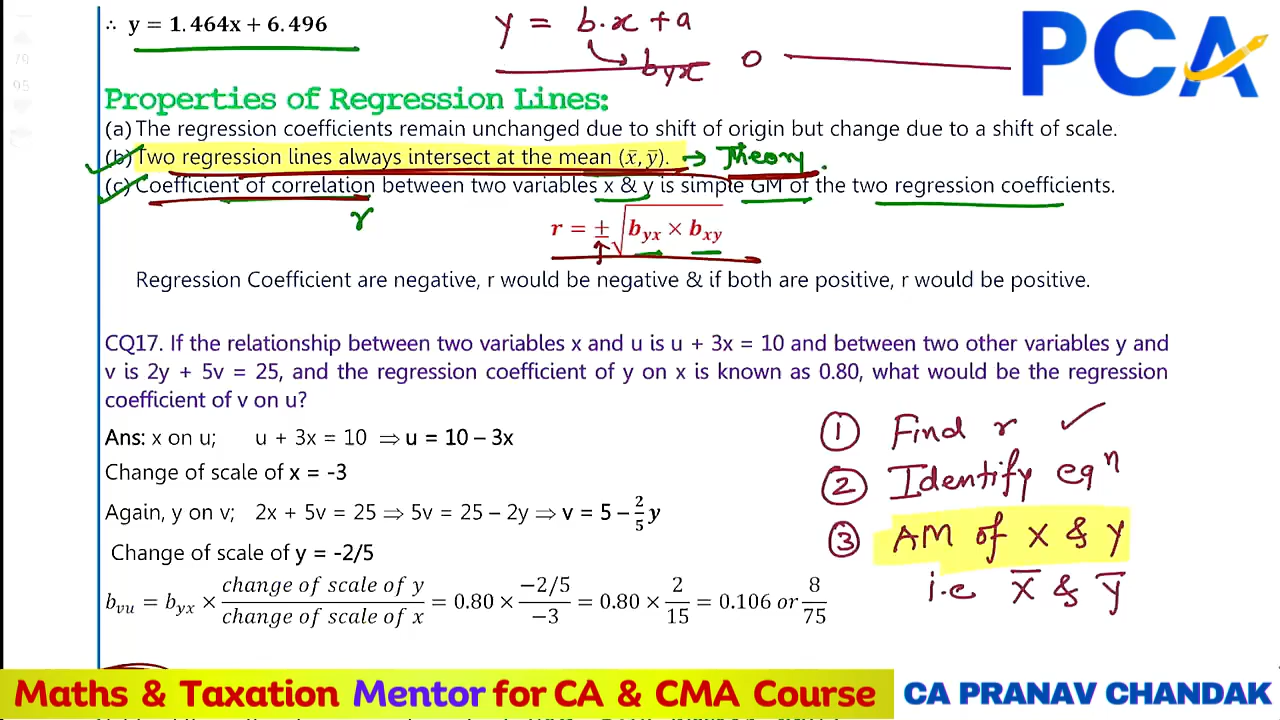 ∴ y = 1.464x + 6.496
y = b.x + a
byx 0
PCA
79
95
Properties of Regression Lines:
(a) The regression coefficients remain unchanged due to shift of origin but change due to a shift of scale.
(b) Two regression lines always intersect at the mean (x̄, ȳ). → Theory.
(c) Coefficient of correlation between two variables x & y is simple GM of the two regression coefficients.
r
r = ± √(b_yx × b_xy)
Regression Coefficient are negative, r would be negative & if both are positive, r would be positive.
CQ17. If the relationship between two variables x and u is u + 3x = 10 and between two other variables y and
v is 2y + 5v = 25, and the regression coefficient of y on x is known as 0.80, what would be the regression
coefficient of v on u?
Ans: x on u; u + 3x = 10 ⇒ u = 10 – 3x
Change of scale of x = -3
Again, y on v; 2x + 5v = 25 ⇒ 5v = 25 – 2y ⇒ v = 5 – 2/5 y
Change of scale of y = -2/5
b_vu = b_yx × change of scale of y / change of scale of x = 0.80 × −2/5 / −3 = 0.80 × 2/15 = 0.106 or 8/75
① Find r ✓
② Identify eqn
③ AM of x & y
i.e x̄ & ȳ
Maths & Taxation Mentor for CA & CMA Course
CA PRANAV CHANDAK